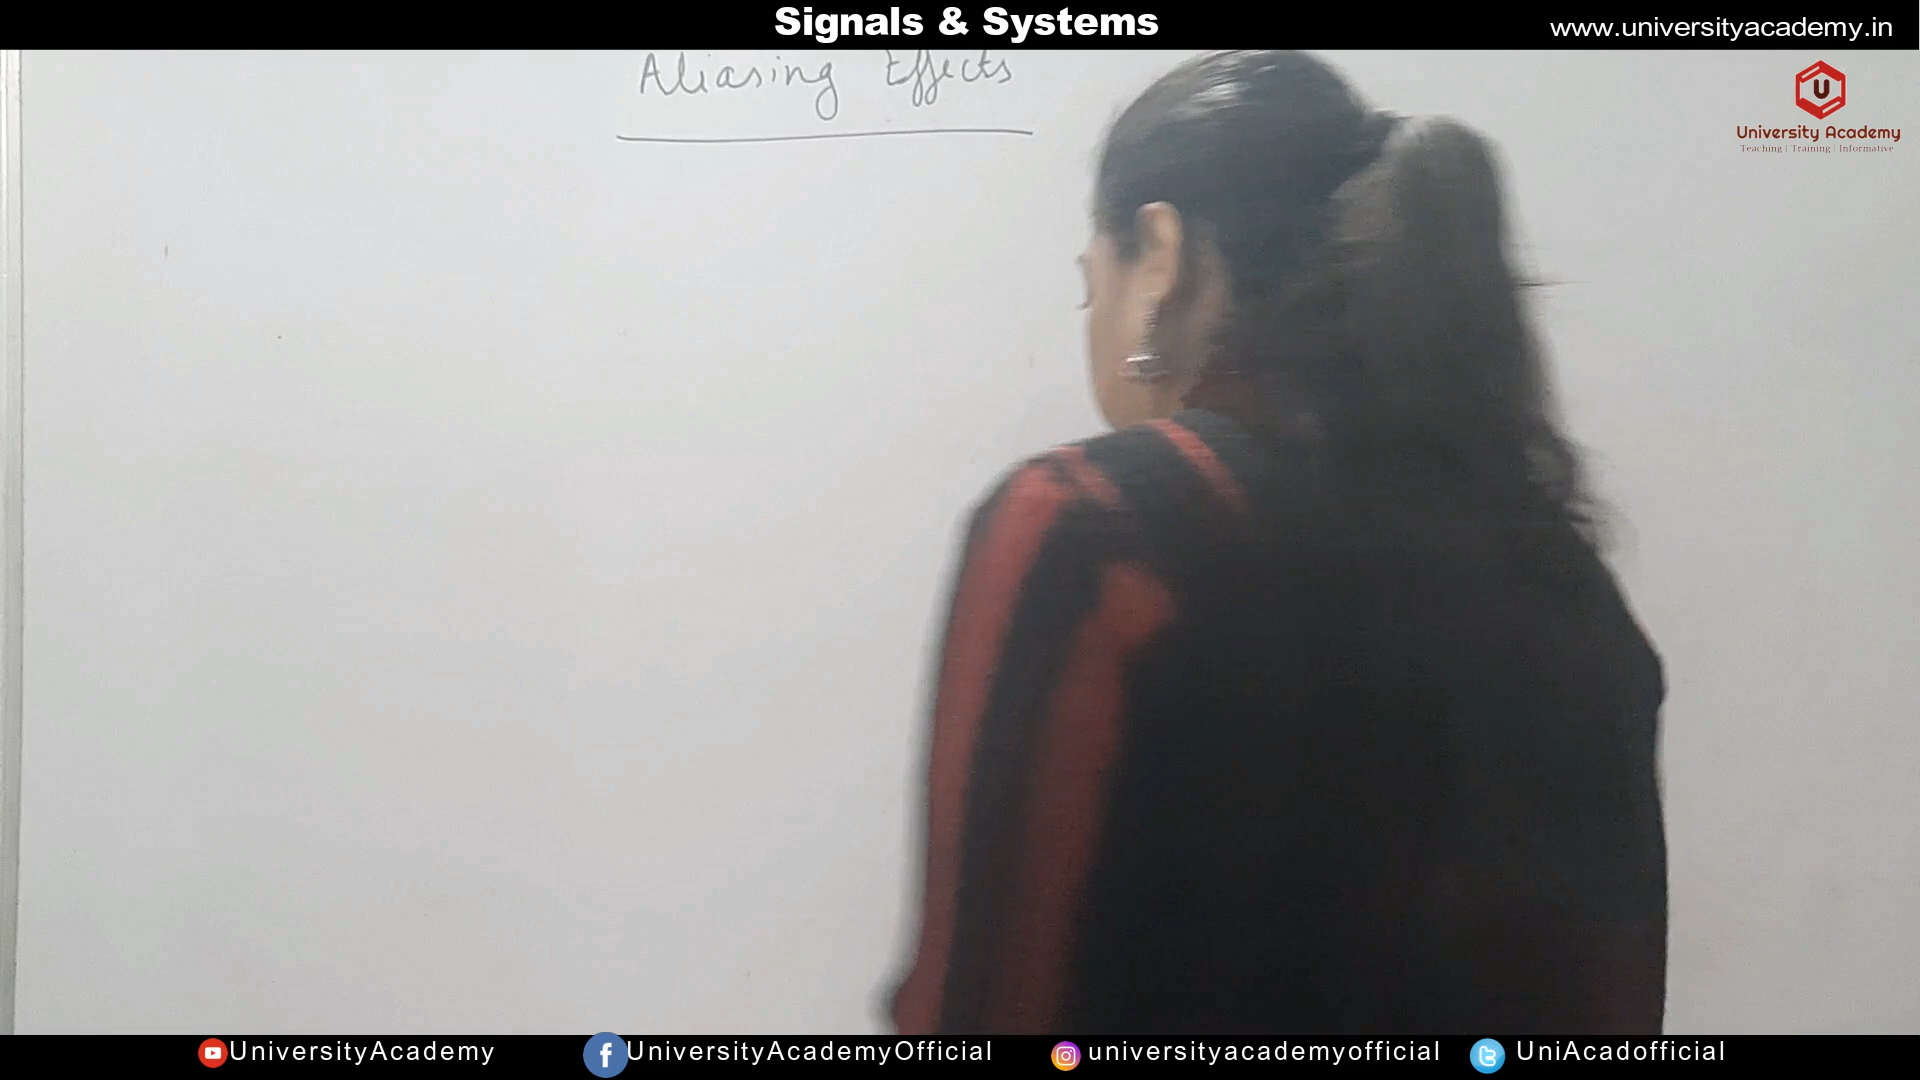 Signals & Systems
www.universityacademy.in
Aliasing Effects
U
University Academy
Teaching | Training | Informative
UniversityAcademy
UniversityAcademyOfficial
universityacademyofficial
UniAcadofficial